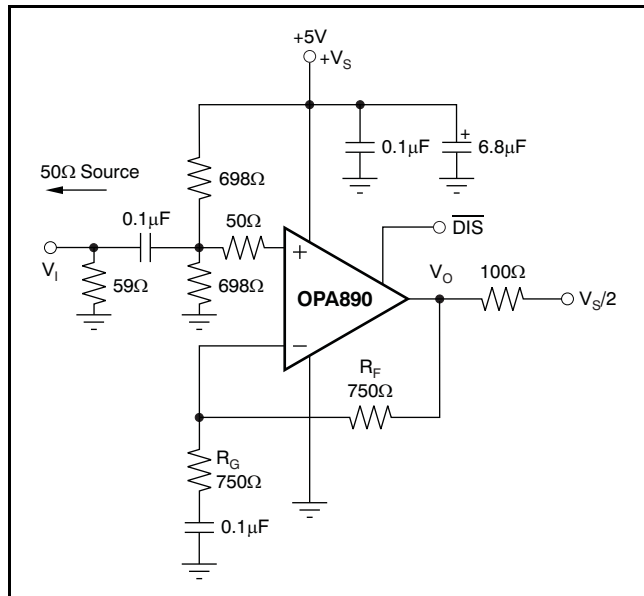 +5V
+V_S
50Ω Source
698Ω
0.1μF
6.8μF
+
0.1μF
50Ω
DIS
V_I
59Ω
698Ω
+
OPA890
−
V_O
100Ω
V_S/2
R_F
750Ω
R_G
750Ω
0.1μF